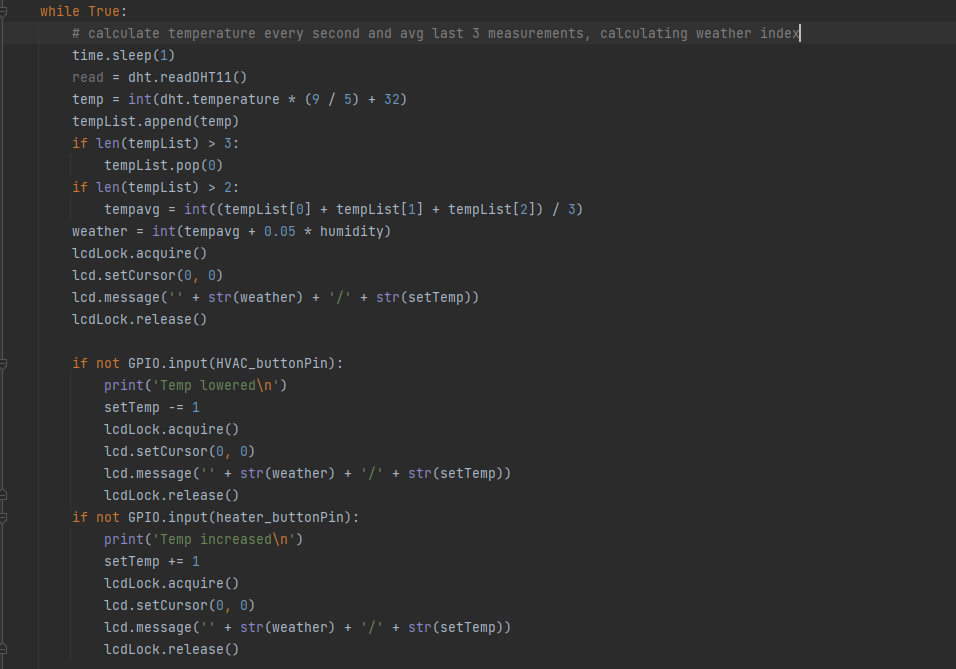 while True:
    # calculate temperature every second and avg last 3 measurements, calculating weather index
    time.sleep(1)
    read = dht.readDHT11()
    temp = int(dht.temperature * (9 / 5) + 32)
    tempList.append(temp)
    if len(tempList) > 3:
        tempList.pop(0)
    if len(tempList) > 2:
        tempavg = int((tempList[0] + tempList[1] + tempList[2]) / 3)
    weather = int(tempavg + 0.05 * humidity)
    lcdLock.acquire()
    lcd.setCursor(0, 0)
    lcd.message('' + str(weather) + '/' + str(setTemp))
    lcdLock.release()

    if not GPIO.input(HVAC_buttonPin):
        print('Temp lowered\n')
        setTemp -= 1
        lcdLock.acquire()
        lcd.setCursor(0, 0)
        lcd.message('' + str(weather) + '/' + str(setTemp))
        lcdLock.release()
    if not GPIO.input(heater_buttonPin):
        print('Temp increased\n')
        setTemp += 1
        lcdLock.acquire()
        lcd.setCursor(0, 0)
        lcd.message('' + str(weather) + '/' + str(setTemp))
        lcdLock.release()